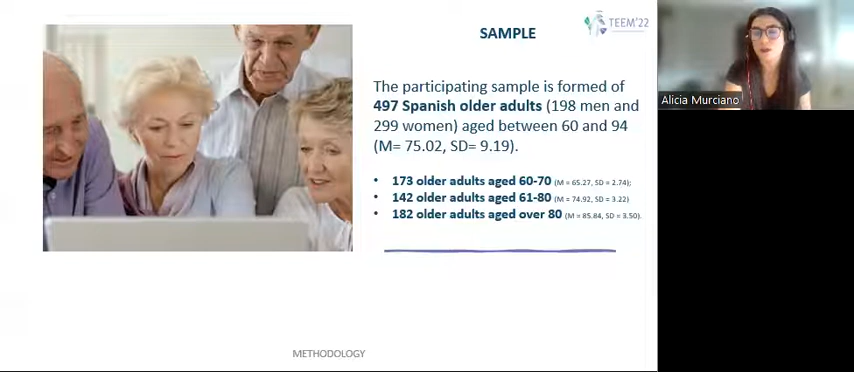 SAMPLE
TEEM'22
The participating sample is formed of
497 Spanish older adults (198 men and
299 women) aged between 60 and 94
(M= 75.02, SD= 9.19).
• 173 older adults aged 60-70 (M = 65.27, SD = 2.74);
• 142 older adults aged 61-80 (M = 74.92, SD = 3.22)
• 182 older adults aged over 80 (M = 85.84, SD = 3.50).
METHODOLOGY
Alicia Murciano